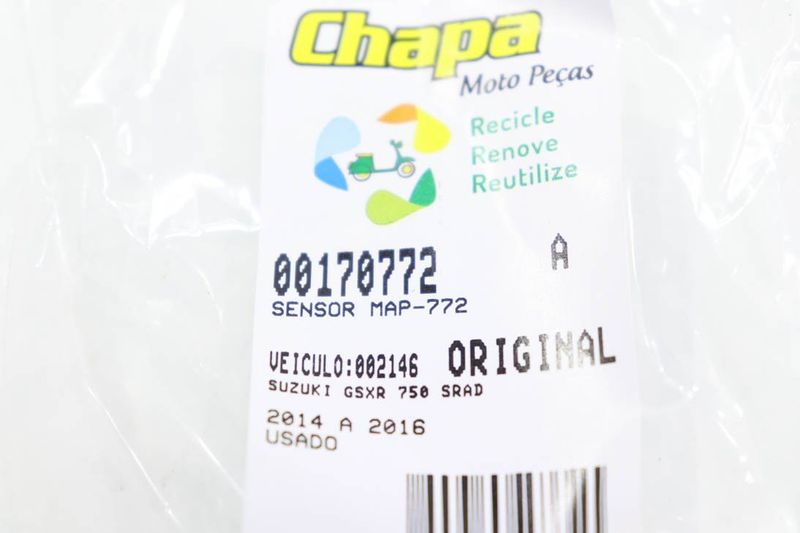 Chapa
Moto Peças
Recicle
Renove
Reutilize
00170772 A
SENSOR MAP-772
VEICULO:002146 ORIGINAL
SUZUKI GSXR 750 SRAD
2014 A 2016
USADO